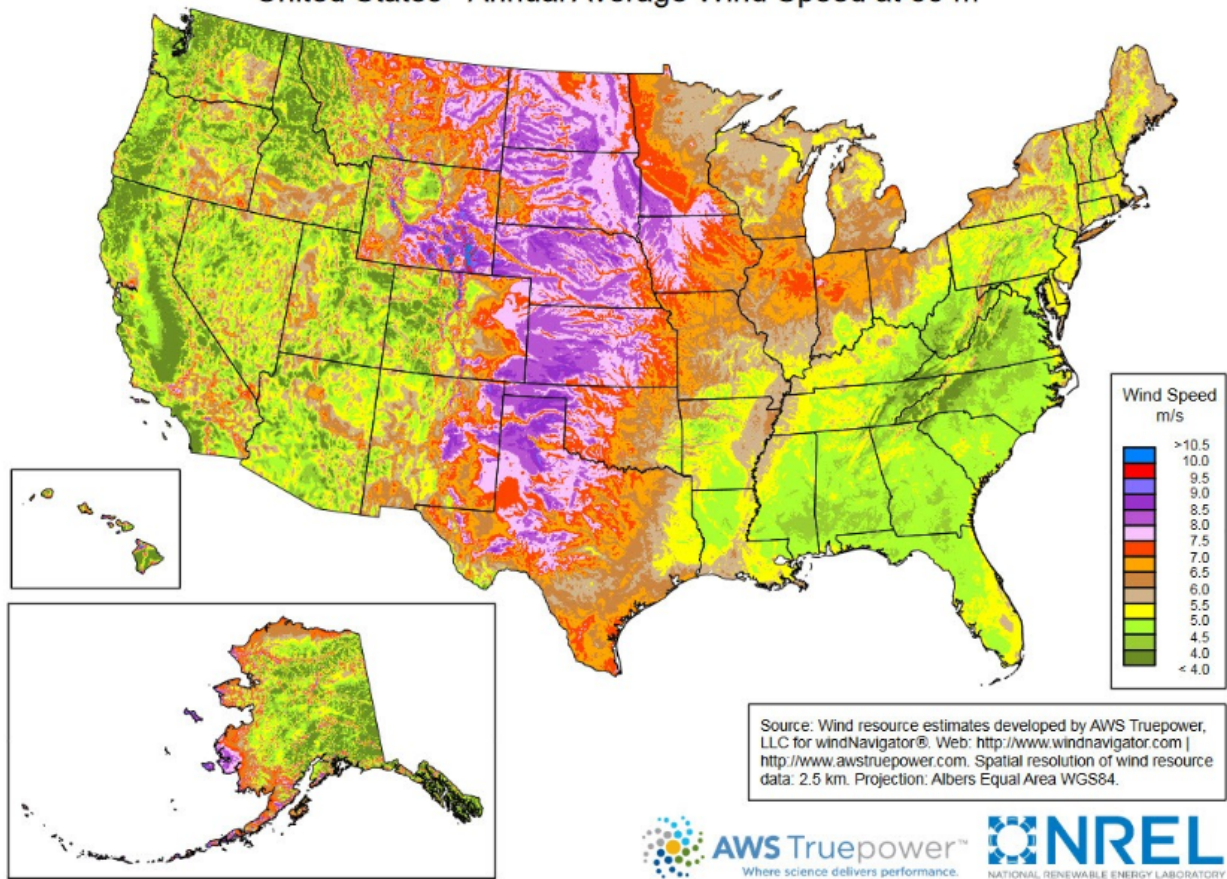 Wind Speed
m/s
>10.5
10.0
9.5
9.0
8.5
8.0
7.5
7.0
6.5
6.0
5.5
5.0
4.5
4.0
< 4.0
Source: Wind resource estimates developed by AWS Truepower,
LLC for windNavigator®. Web: http://www.windnavigator.com |
http://www.awstruepower.com. Spatial resolution of wind resource
data: 2.5 km. Projection: Albers Equal Area WGS84.
AWS Truepower™
Where science delivers performance.
NREL
NATIONAL RENEWABLE ENERGY LABORATORY